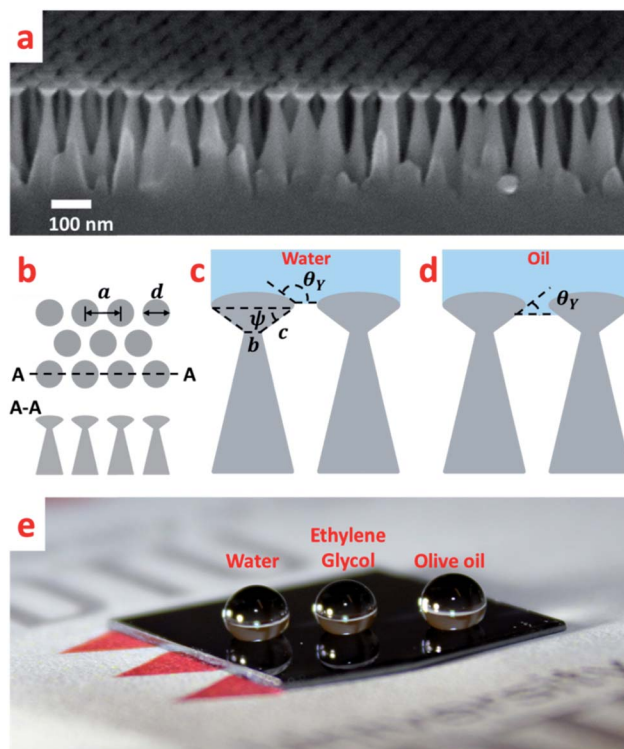 a
100 nm
b
a
d
A
A
A-A
c
Water
θY
ψ
c
b
d
Oil
θY
e
Water
Ethylene
Glycol
Olive oil